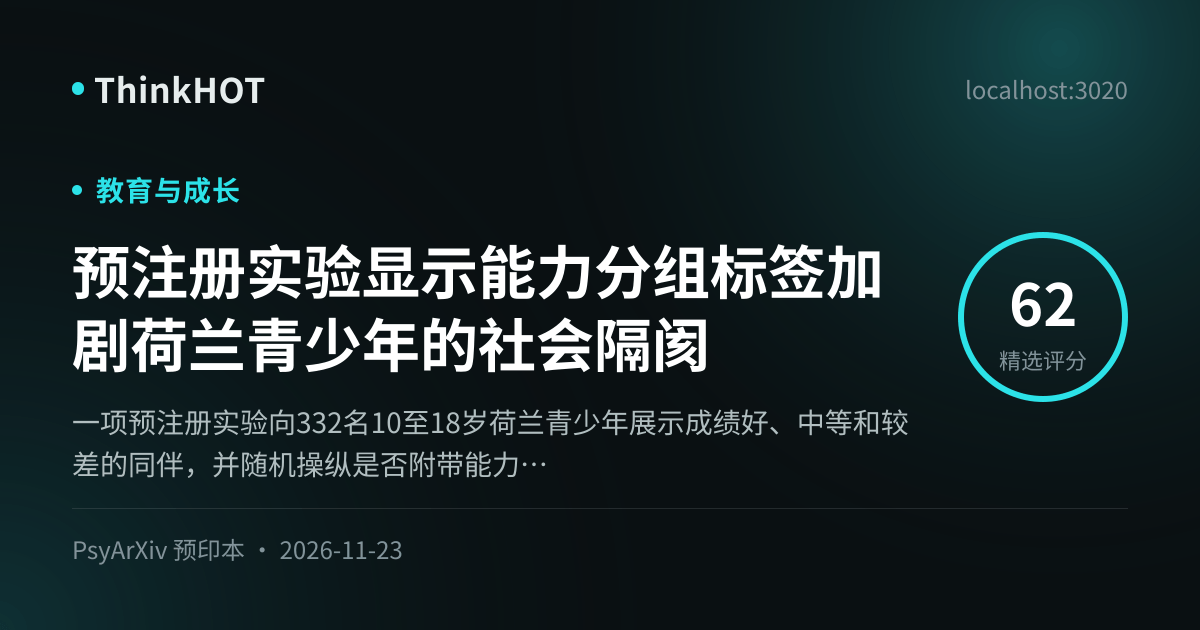 ThinkHOT
localhost:3020
教育与成长
预注册实验显示能力分组标签加
剧荷兰青少年的社会隔阂
62
精选评分
一项预注册实验向332名10至18岁荷兰青少年展示成绩好、中等和较
差的同伴，并随机操纵是否附带能力…
PsyArXiv 预印本 · 2026-11-23